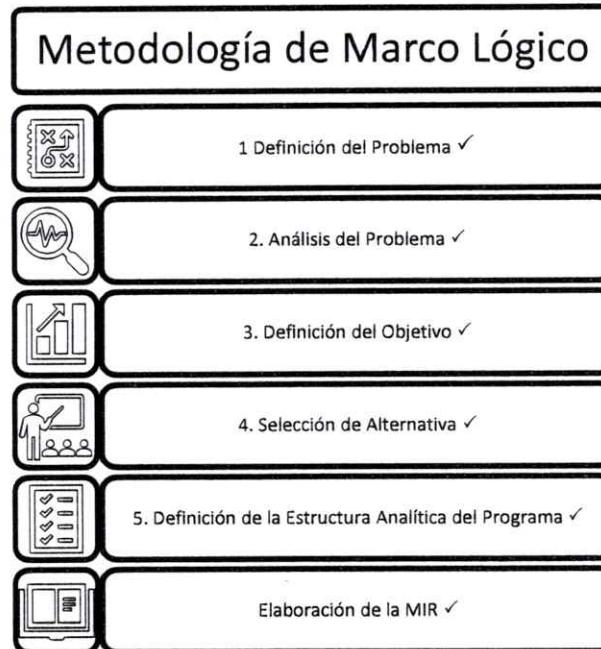 Metodología de Marco Lógico
1 Definición del Problema ✓
2. Análisis del Problema ✓
3. Definición del Objetivo ✓
4. Selección de Alternativa ✓
5. Definición de la Estructura Analítica del Programa ✓
Elaboración de la MIR ✓